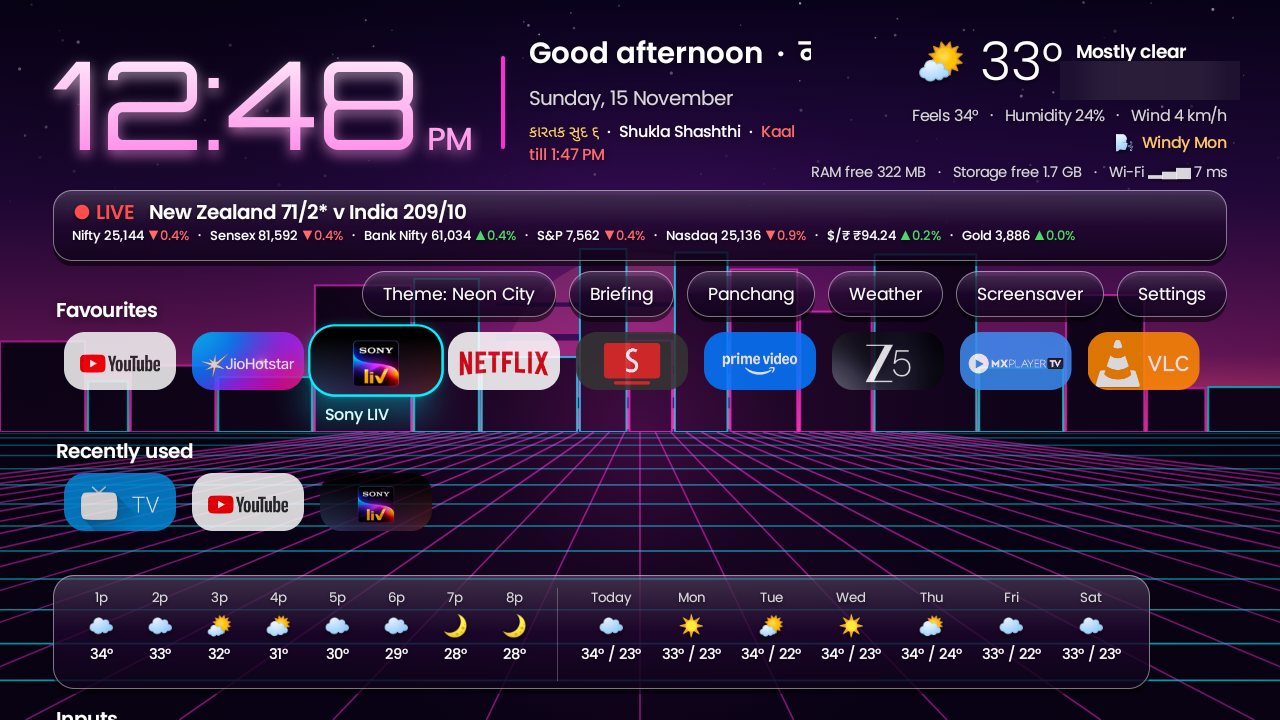 12:48 PM
Good afternoon ·
Sunday, 15 November
કારતક સુદ ૬ · Shukla Shashthi · Kaal
till 1:47 PM
33° Mostly clear
Feels 34° · Humidity 24% · Wind 4 km/h
Windy Mon
RAM free 322 MB · Storage free 1.7 GB · Wi-Fi ▂▃▄ 7 ms
● LIVE New Zealand 71/2* v India 209/10
Nifty 25,144 ▼0.4% · Sensex 81,592 ▼0.4% · Bank Nifty 61,034 ▲0.4% · S&P 7,562 ▼0.4% · Nasdaq 25,136 ▼0.9% · $/₹ ₹94.24 ▲0.2% · Gold 3,886 ▲0.0%
Theme: Neon City Briefing Panchang Weather Screensaver Settings
Favourites
YouTube JioHotstar SONY liv NETFLIX S prime video Z5 MXPLAYER TV VLC
Sony LIV
Recently used
TV YouTube SONY liv
1p 2p 3p 4p 5p 6p 7p 8p Today Mon Tue Wed Thu Fri Sat
34° 33° 32° 31° 30° 29° 28° 28° 34° / 23° 33° / 23° 34° / 22° 34° / 23° 34° / 24° 33° / 22° 33° / 23°
Inputs